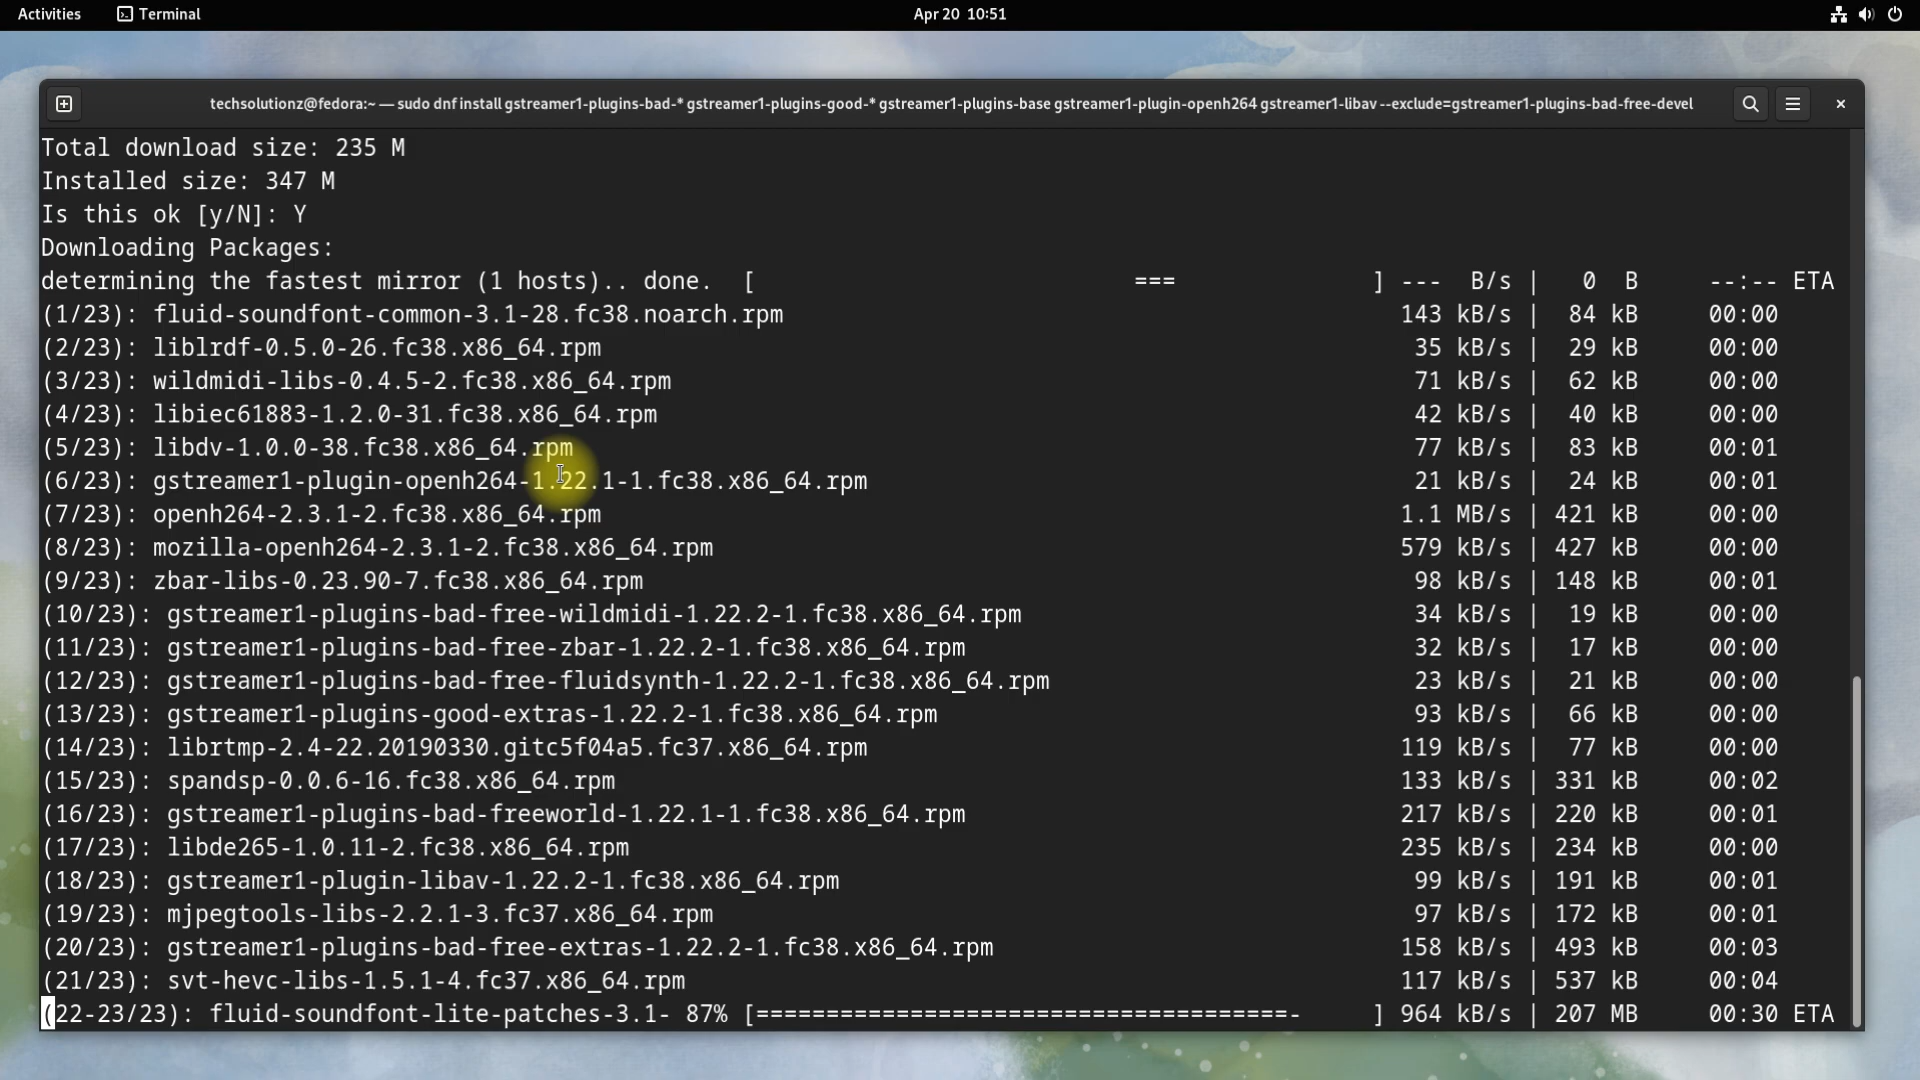 Activities Terminal Apr 20 10:51
techsolutionz@fedora:~ — sudo dnf install gstreamer1-plugins-bad-* gstreamer1-plugins-good-* gstreamer1-plugins-base gstreamer1-plugin-openh264 gstreamer1-libav --exclude=gstreamer1-plugins-bad-free-devel
Total download size: 235 M
Installed size: 347 M
Is this ok [y/N]: Y
Downloading Packages:
determining the fastest mirror (1 hosts).. done. [ === ] --- B/s | 0 B --:-- ETA
(1/23): fluid-soundfont-common-3.1-28.fc38.noarch.rpm 143 kB/s | 84 kB 00:00
(2/23): liblrdf-0.5.0-26.fc38.x86_64.rpm 35 kB/s | 29 kB 00:00
(3/23): wildmidi-libs-0.4.5-2.fc38.x86_64.rpm 71 kB/s | 62 kB 00:00
(4/23): libiec61883-1.2.0-31.fc38.x86_64.rpm 42 kB/s | 40 kB 00:00
(5/23): libdv-1.0.0-38.fc38.x86_64.rpm 77 kB/s | 83 kB 00:01
(6/23): gstreamer1-plugin-openh264-1.22.1-1.fc38.x86_64.rpm 21 kB/s | 24 kB 00:01
(7/23): openh264-2.3.1-2.fc38.x86_64.rpm 1.1 MB/s | 421 kB 00:00
(8/23): mozilla-openh264-2.3.1-2.fc38.x86_64.rpm 579 kB/s | 427 kB 00:00
(9/23): zbar-libs-0.23.90-7.fc38.x86_64.rpm 98 kB/s | 148 kB 00:01
(10/23): gstreamer1-plugins-bad-free-wildmidi-1.22.2-1.fc38.x86_64.rpm 34 kB/s | 19 kB 00:00
(11/23): gstreamer1-plugins-bad-free-zbar-1.22.2-1.fc38.x86_64.rpm 32 kB/s | 17 kB 00:00
(12/23): gstreamer1-plugins-bad-free-fluidsynth-1.22.2-1.fc38.x86_64.rpm 23 kB/s | 21 kB 00:00
(13/23): gstreamer1-plugins-good-extras-1.22.2-1.fc38.x86_64.rpm 93 kB/s | 66 kB 00:00
(14/23): librtmp-2.4-22.20190330.gitc5f04a5.fc37.x86_64.rpm 119 kB/s | 77 kB 00:00
(15/23): spandsp-0.0.6-16.fc38.x86_64.rpm 133 kB/s | 331 kB 00:02
(16/23): gstreamer1-plugins-bad-freeworld-1.22.1-1.fc38.x86_64.rpm 217 kB/s | 220 kB 00:01
(17/23): libde265-1.0.11-2.fc38.x86_64.rpm 235 kB/s | 234 kB 00:00
(18/23): gstreamer1-plugin-libav-1.22.2-1.fc38.x86_64.rpm 99 kB/s | 191 kB 00:01
(19/23): mjpegtools-libs-2.2.1-3.fc37.x86_64.rpm 97 kB/s | 172 kB 00:01
(20/23): gstreamer1-plugins-bad-free-extras-1.22.2-1.fc38.x86_64.rpm 158 kB/s | 493 kB 00:03
(21/23): svt-hevc-libs-1.5.1-4.fc37.x86_64.rpm 117 kB/s | 537 kB 00:04
(22-23/23): fluid-soundfont-lite-patches-3.1- 87% [======================================- ] 964 kB/s | 207 MB 00:30 ETA